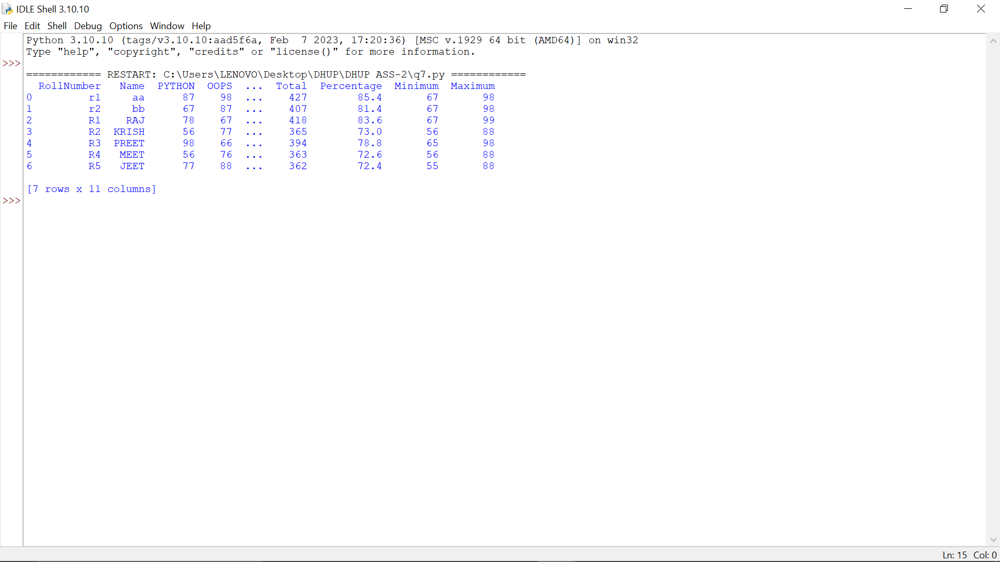 IDLE Shell 3.10.10
File Edit Shell Debug Options Window Help
Python 3.10.10 (tags/v3.10.10:aad5f6a, Feb  7 2023, 17:20:36) [MSC v.1929 64 bit (AMD64)] on win32
Type "help", "copyright", "credits" or "license()" for more information.
>>>
============ RESTART: C:\Users\LENOVO\Desktop\DHUP\DHUP ASS-2\q7.py ============
  RollNumber   Name  PYTHON  OOPS  ...  Total  Percentage  Minimum  Maximum
0         r1     aa      87    98  ...    427        85.4       67       98
1         r2     bb      67    87  ...    407        81.4       67       98
2         R1    RAJ      78    67  ...    418        83.6       67       99
3         R2  KRISH      56    77  ...    365        73.0       56       88
4         R3  PREET      98    66  ...    394        78.8       65       98
5         R4   MEET      56    76  ...    363        72.6       56       88
6         R5   JEET      77    88  ...    362        72.4       55       88
[7 rows x 11 columns]
>>>
Ln: 15 Col: 0